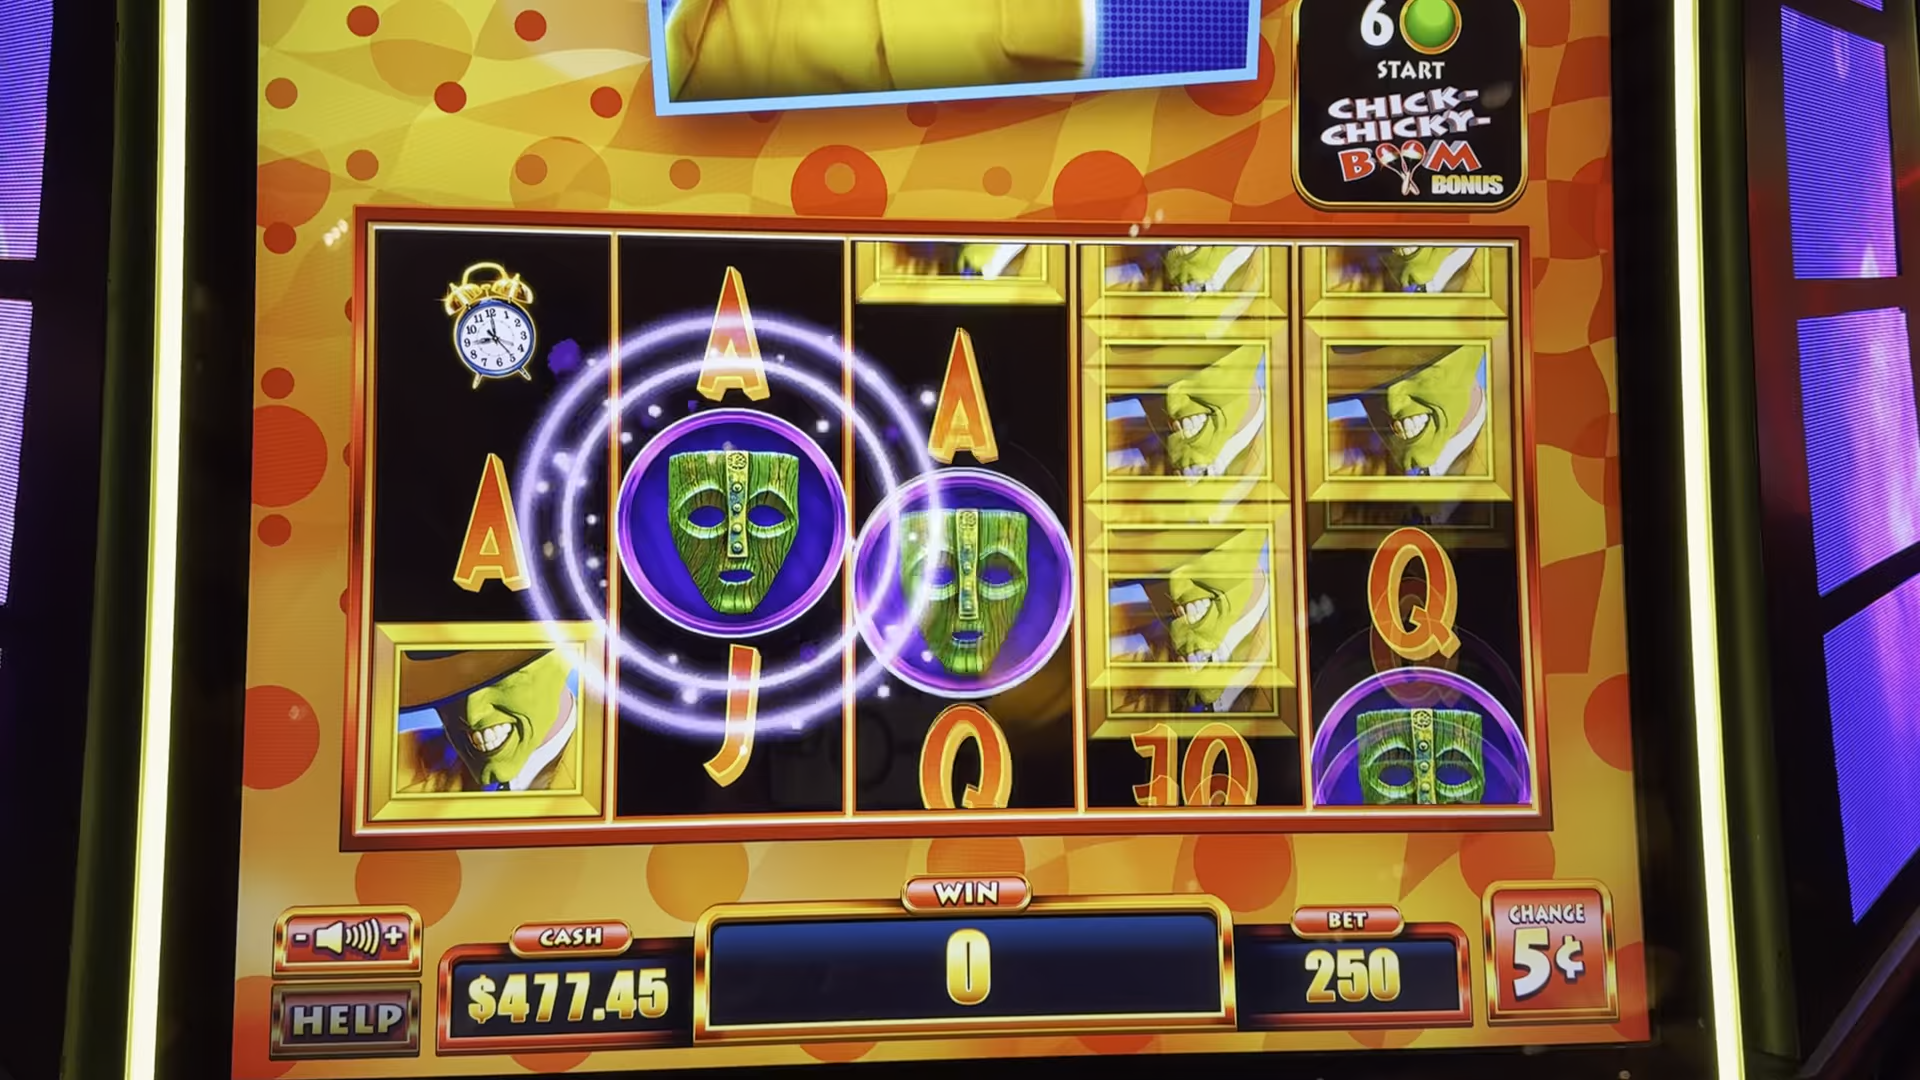 6
START
CHICK-
CHICKY-
BOOM
BONUS
A
A
A
J
Q
Q
10
WIN
CASH
BET
CHANGE
5¢
- +
$477.45
0
250
HELP